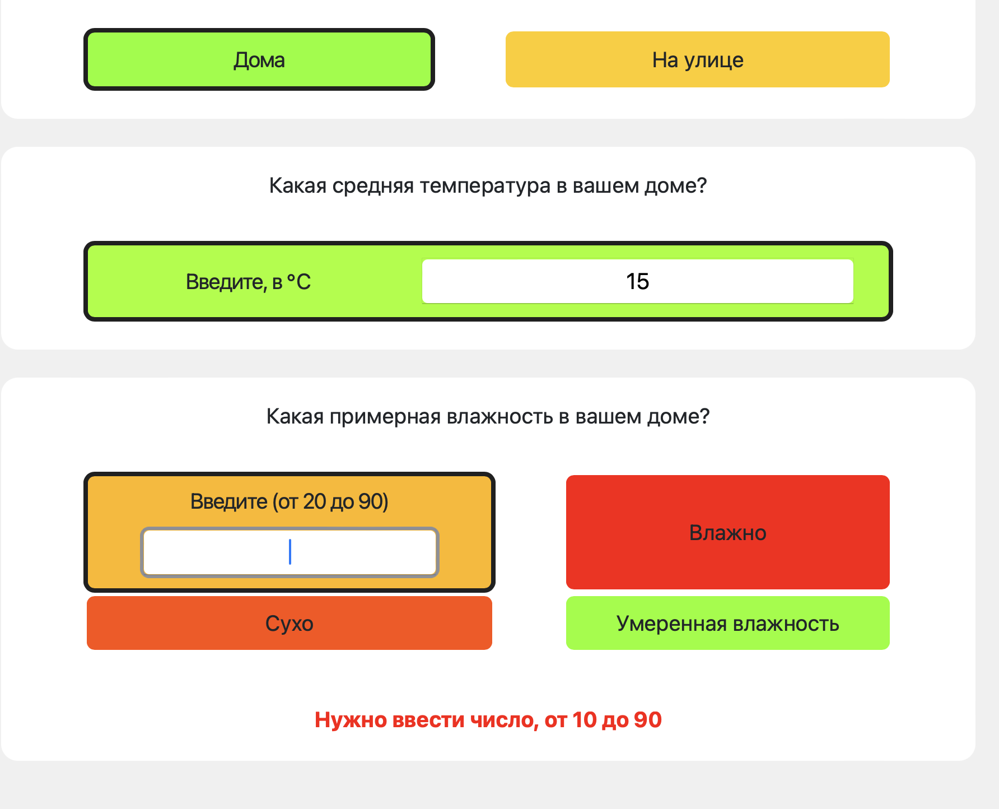 Дома
На улице
Какая средняя температура в вашем доме?
Введите, в °C
15
Какая примерная влажность в вашем доме?
Введите (от 20 до 90)
Влажно
Сухо
Умеренная влажность
Нужно ввести число, от 10 до 90